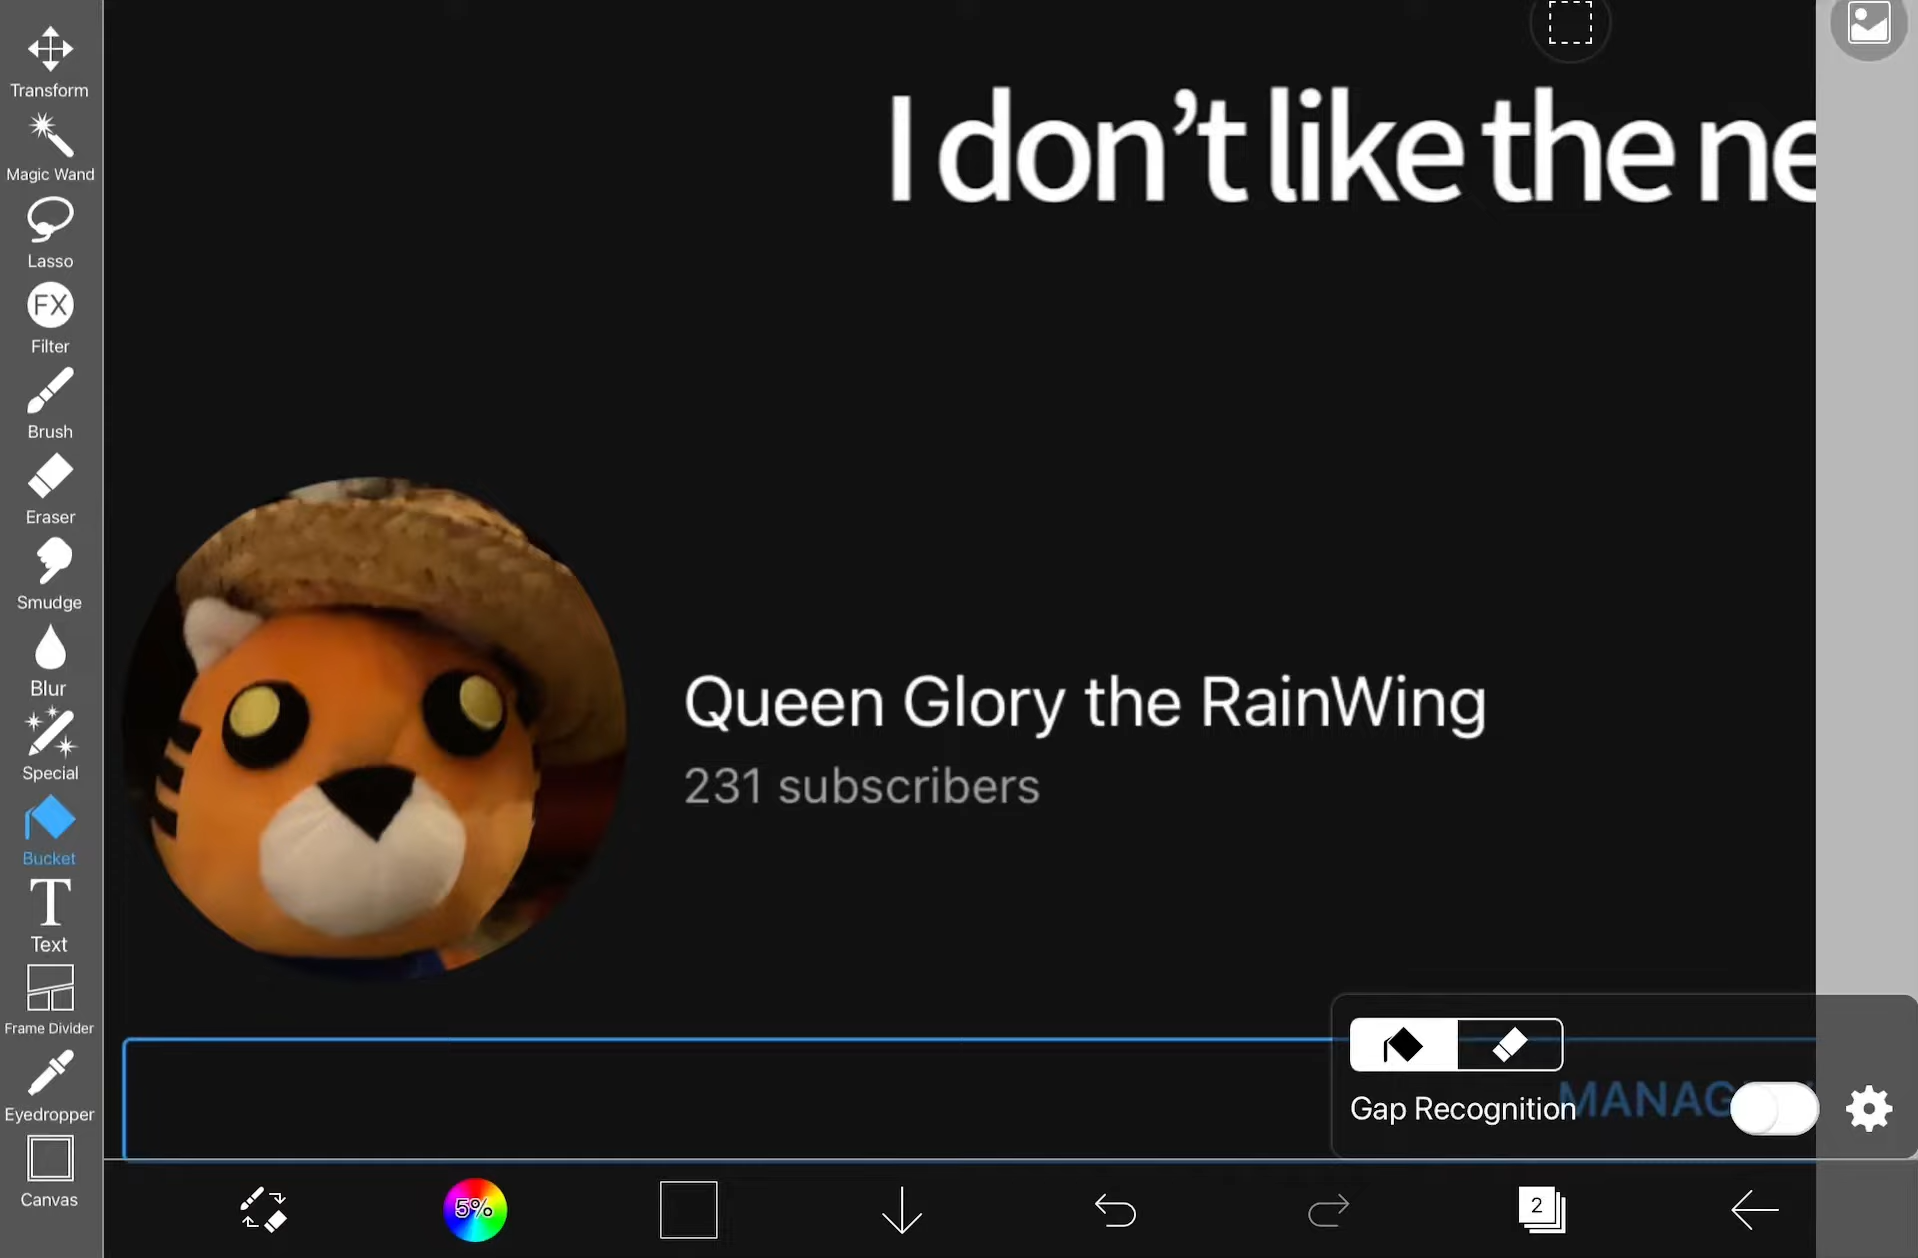 Transform
Magic Wand
Lasso
FX
Filter
Brush
Eraser
Smudge
Blur
Special
Bucket
T
Text
Frame Divider
Eyedropper
Canvas
I don’t like the ne
Queen Glory the RainWing
231 subscribers
MANAG
Gap Recognition
5%
2